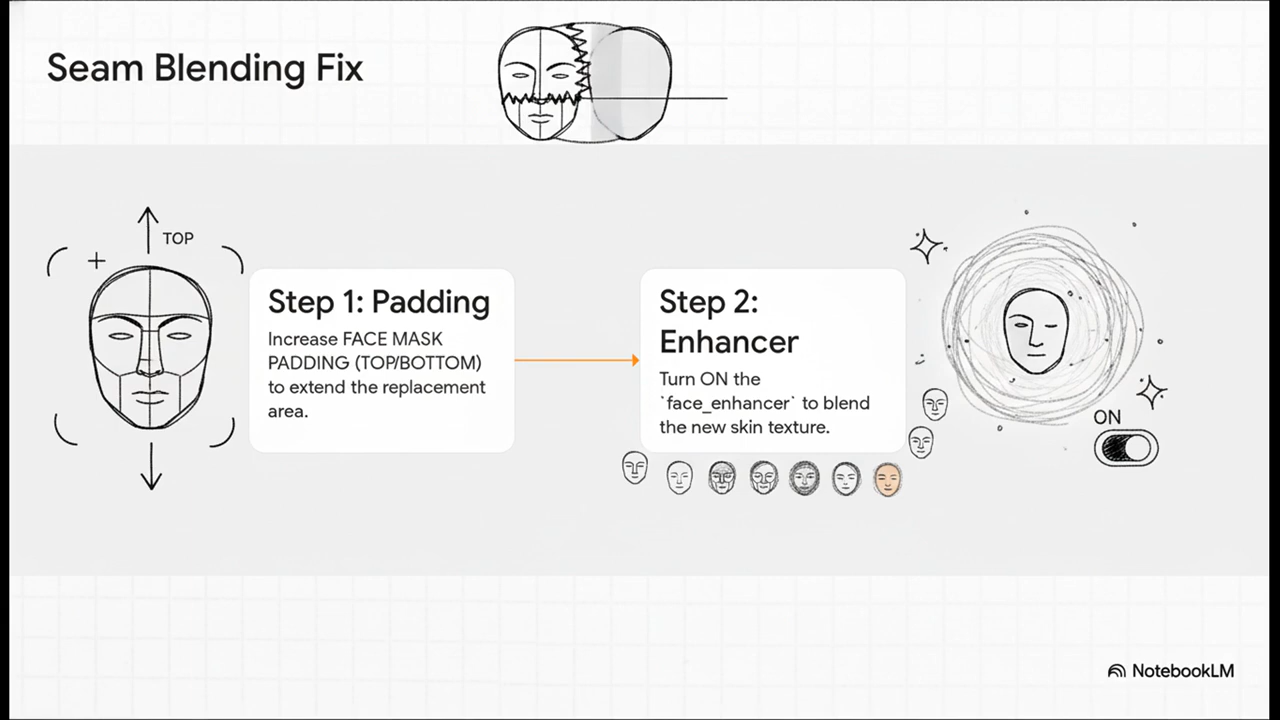 Seam Blending Fix
TOP
Step 1: Padding
Increase FACE MASK
PADDING (TOP/BOTTOM)
to extend the replacement
area.
Step 2:
Enhancer
Turn ON the
`face_enhancer` to blend
the new skin texture.
ON
NotebookLM